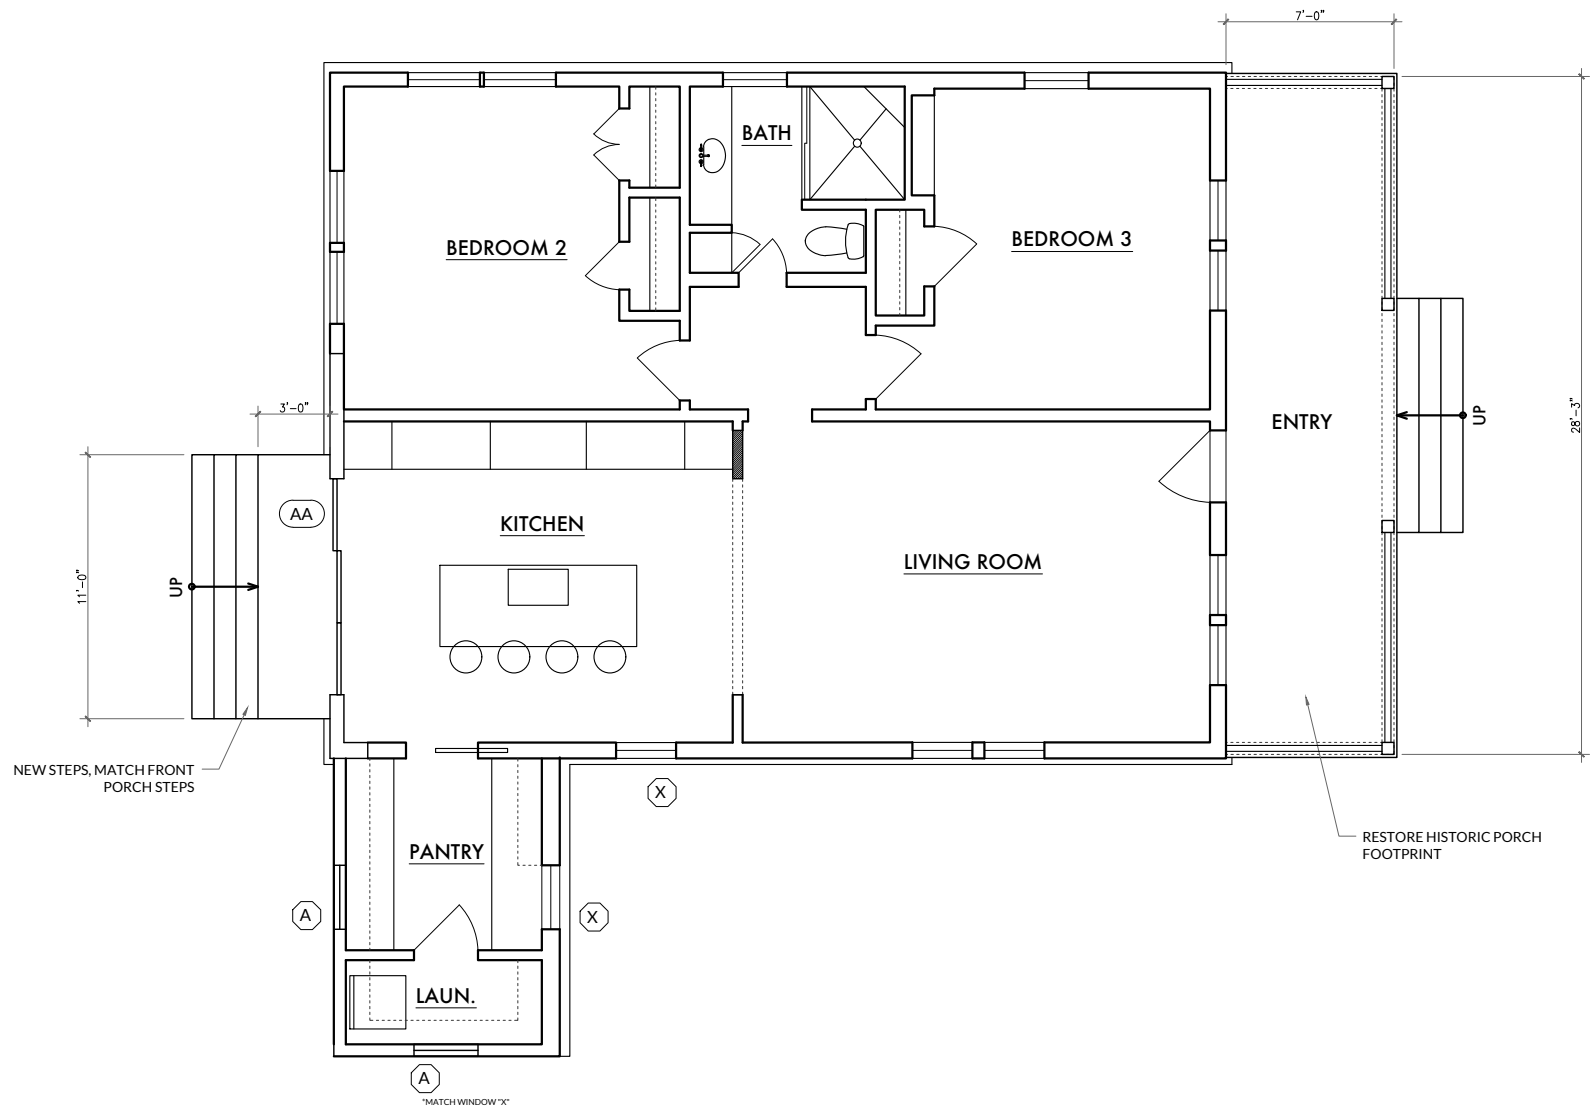 7'-0"
BATH
BEDROOM 2
BEDROOM 3
3'-0"
ENTRY
UP
28'-3"
AA
KITCHEN
LIVING ROOM
UP
11'-0"
NEW STEPS, MATCH FRONT
PORCH STEPS
X
RESTORE HISTORIC PORCH
FOOTPRINT
PANTRY
A
X
LAUN.
A
"MATCH WINDOW "X"